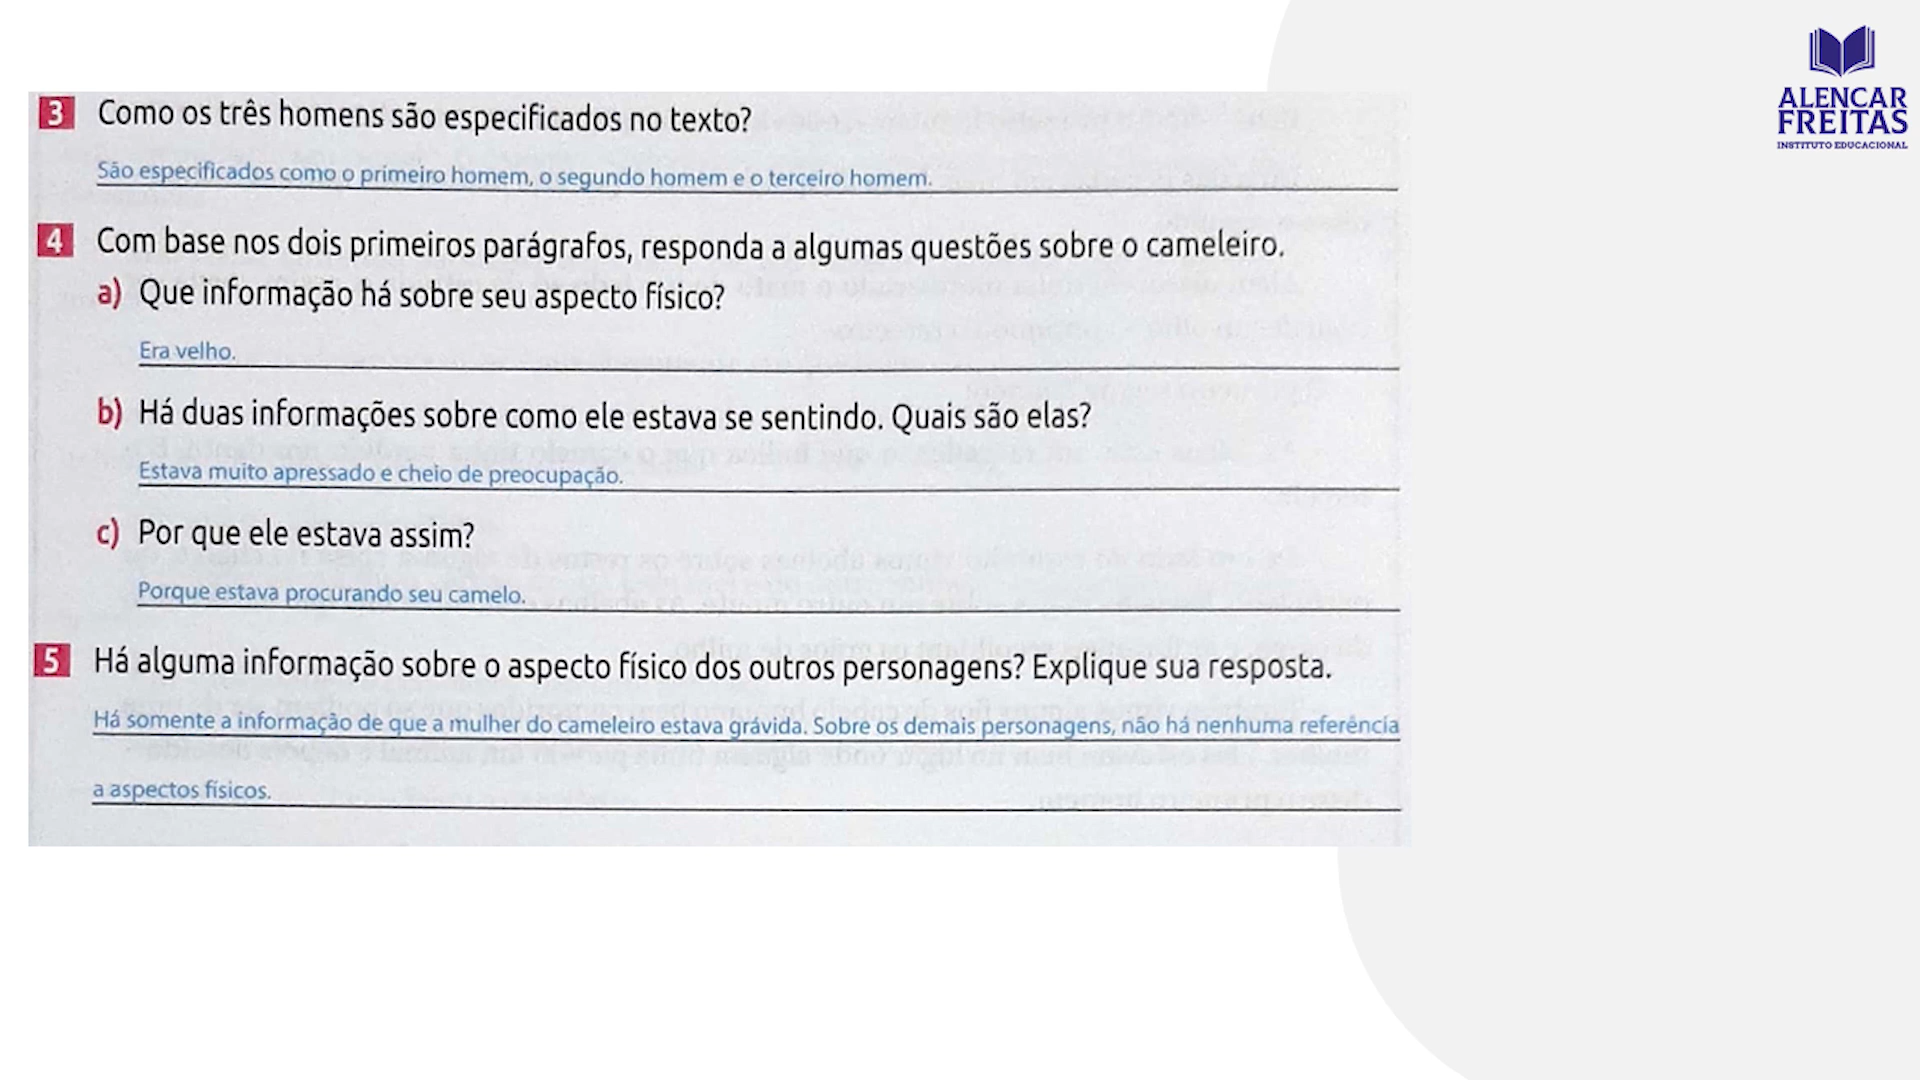 ALENCAR
FREITAS
INSTITUTO EDUCACIONAL
3 Como os três homens são especificados no texto?
São especificados como o primeiro homem, o segundo homem e o terceiro homem.
4 Com base nos dois primeiros parágrafos, responda a algumas questões sobre o cameleiro.
a) Que informação há sobre seu aspecto físico?
Era velho.
b) Há duas informações sobre como ele estava se sentindo. Quais são elas?
Estava muito apressado e cheio de preocupação.
c) Por que ele estava assim?
Porque estava procurando seu camelo.
5 Há alguma informação sobre o aspecto físico dos outros personagens? Explique sua resposta.
Há somente a informação de que a mulher do cameleiro estava grávida. Sobre os demais personagens, não há nenhuma referência
a aspectos físicos.